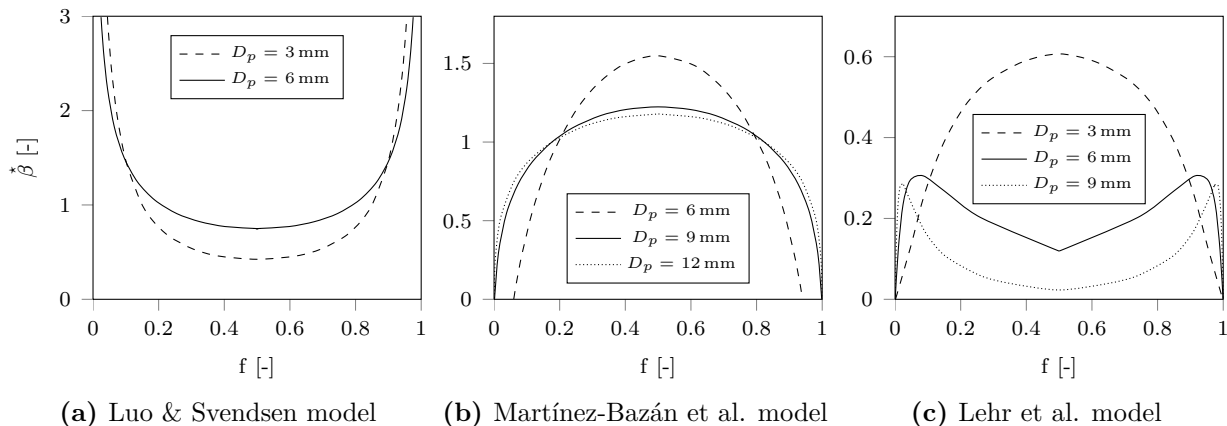 3
2
1
0
0
0.2
0.4
0.6
0.8
1
β* [-]
f [-]
D_p = 3 mm
D_p = 6 mm
(a) Luo & Svendsen model
1.5
1
0.5
0
0
0.2
0.4
0.6
0.8
1
f [-]
D_p = 6 mm
D_p = 9 mm
D_p = 12 mm
(b) Martínez-Bazán et al. model
0.6
0.4
0.2
0
0
0.2
0.4
0.6
0.8
1
f [-]
D_p = 3 mm
D_p = 6 mm
D_p = 9 mm
(c) Lehr et al. model